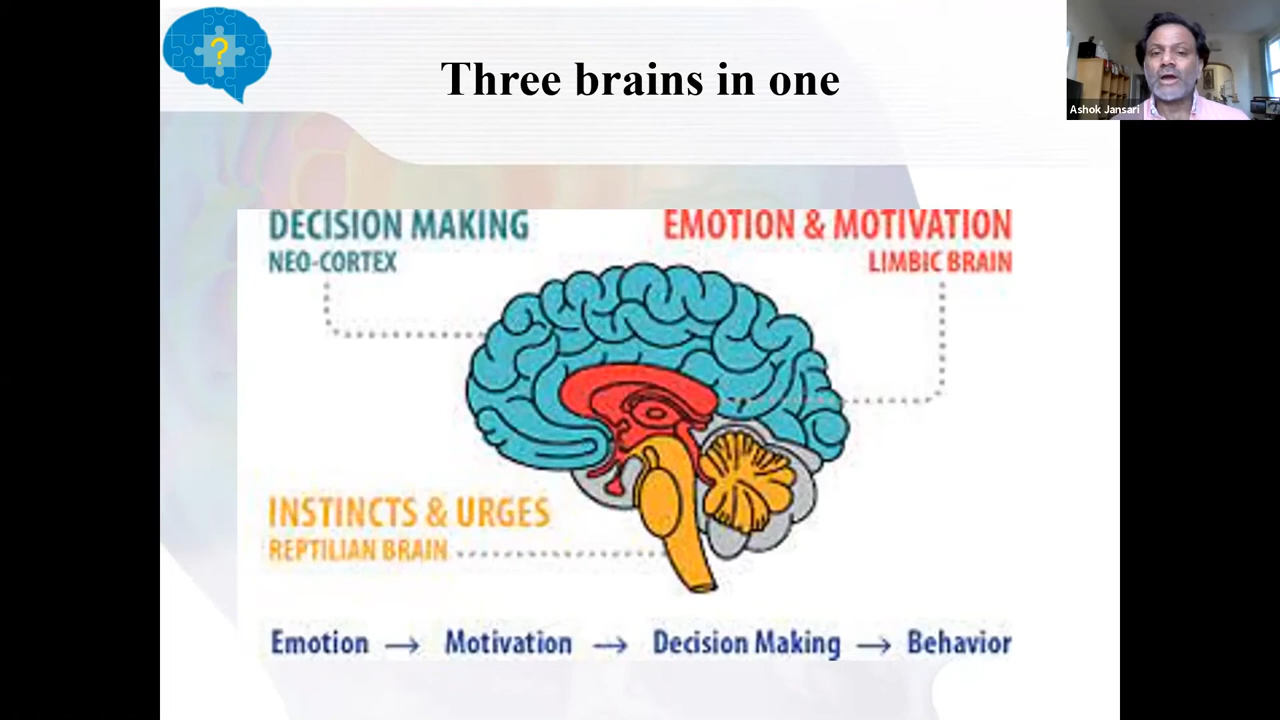 ?
Three brains in one
Ashok Jansari
DECISION MAKING
NEO-CORTEX
EMOTION & MOTIVATION
LIMBIC BRAIN
INSTINCTS & URGES
REPTILIAN BRAIN
Emotion → Motivation → Decision Making → Behavior